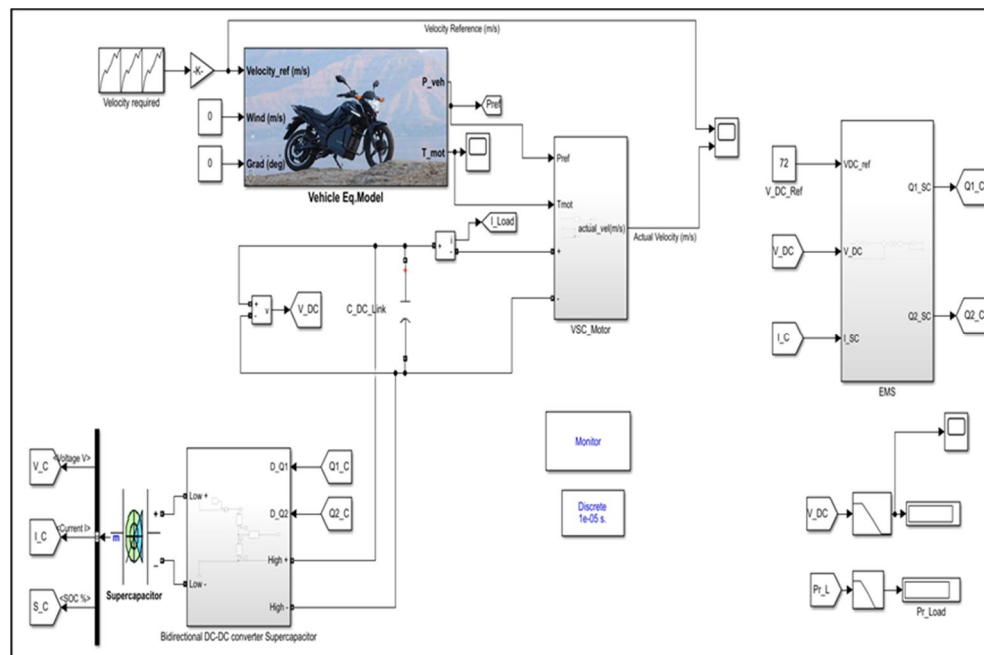 Velocity Reference (m/s)
-K-
Velocity required
Velocity_ref (m/s)
P_veh
Pref
0
Wind (m/s)
T_mot
0
Grad (deg)
Vehicle Eq.Model
Pref
Tmot
actual_vel(m/s)
Actual Velocity (m/s)
+
-
VSC_Motor
I_Load
+
i
-
+
v
-
V_DC
C_DC_Link
+
72
V_DC_Ref
VDC_ref
Q1_SC
Q1_C
V_DC
V_DC
Q2_SC
Q2_C
I_C
I_SC
EMS
Monitor
Discrete
1e-05 s.
V_C
<Voltage V>
I_C
<Current I>
S_C
<SOC %>
m
+
–
Supercapacitor
Low +
Low -
D_Q1
Q1_C
D_Q2
Q2_C
High +
High -
Bidirectional DC-DC converter Supercapacitor
V_DC
Pr_L
Pr_Load